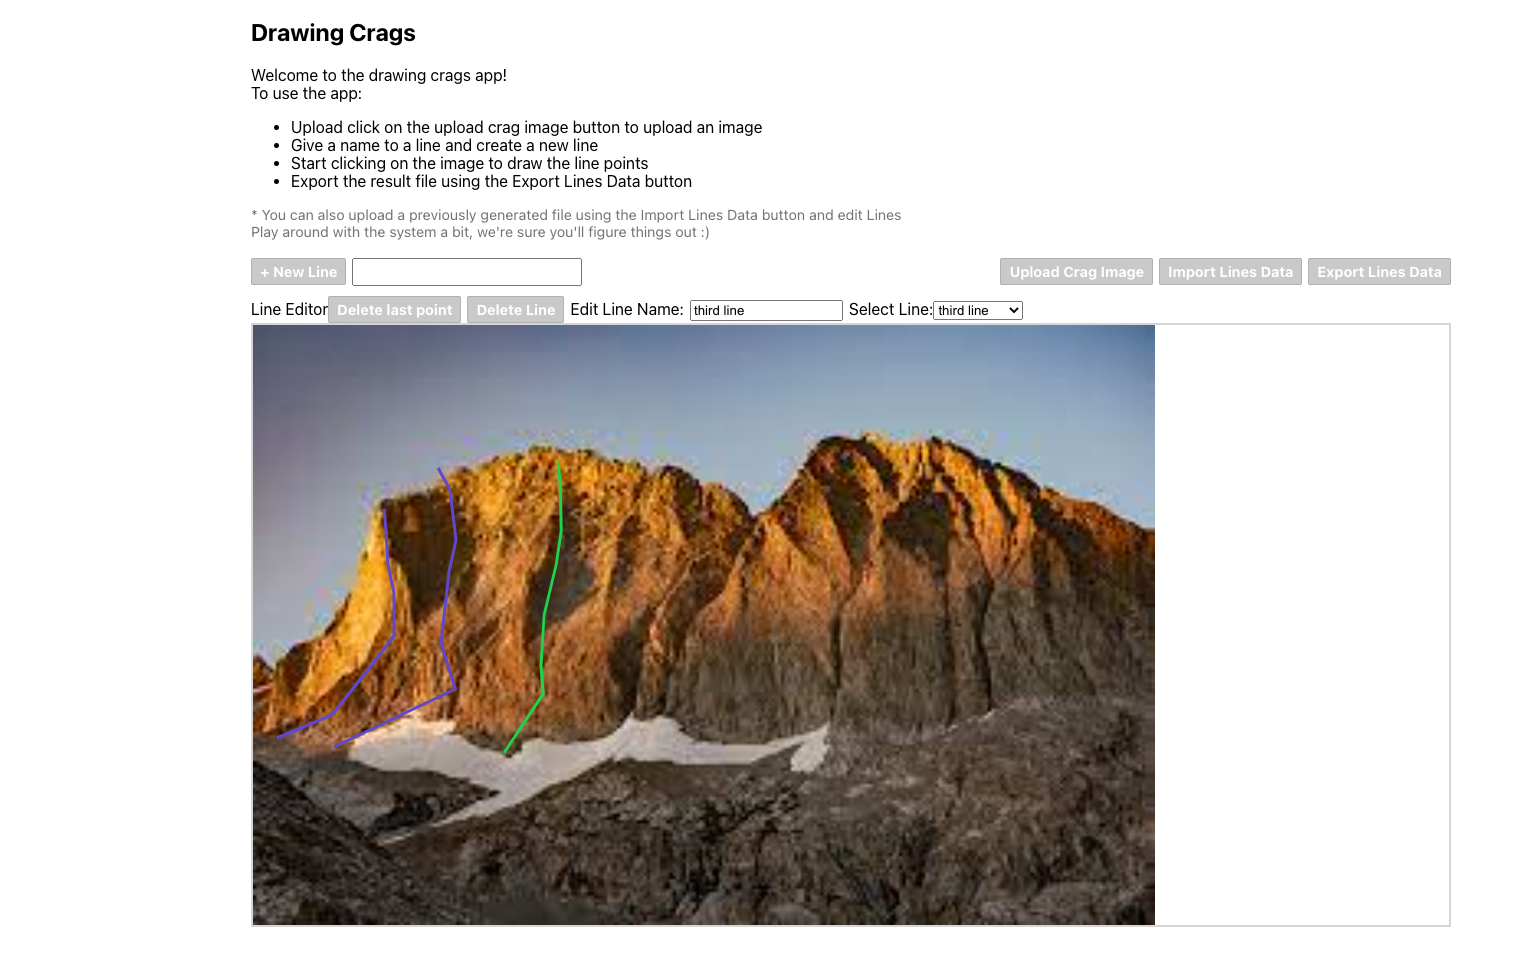 Drawing Crags
Welcome to the drawing crags app!
To use the app:
• Upload click on the upload crag image button to upload an image
• Give a name to a line and create a new line
• Start clicking on the image to draw the line points
• Export the result file using the Export Lines Data button
* You can also upload a previously generated file using the Import Lines Data button and edit Lines
Play around with the system a bit, we're sure you'll figure things out :)
+ New Line Upload Crag Image Import Lines Data Export Lines Data
Line Editor Delete last point Delete Line Edit Line Name: third line Select Line: third line